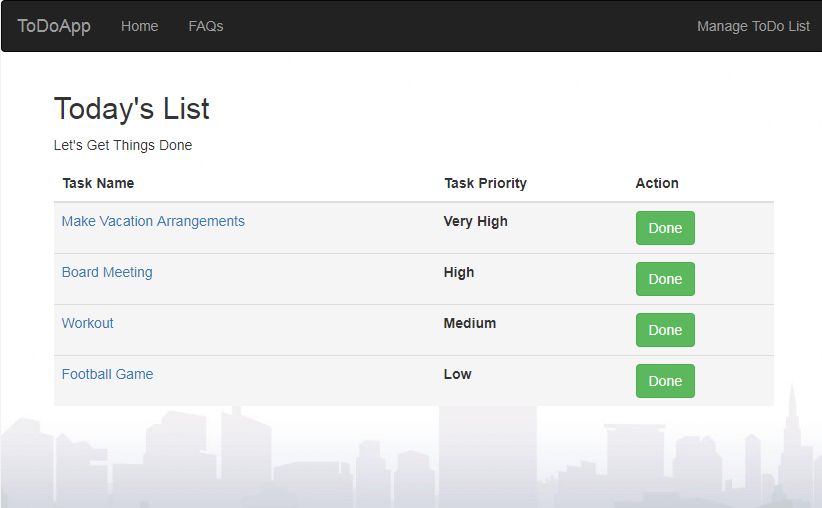 ToDoApp Home FAQs Manage ToDo List
Today's List
Let's Get Things Done
Task Name Task Priority Action
Make Vacation Arrangements Very High Done
Board Meeting High Done
Workout Medium Done
Football Game Low Done